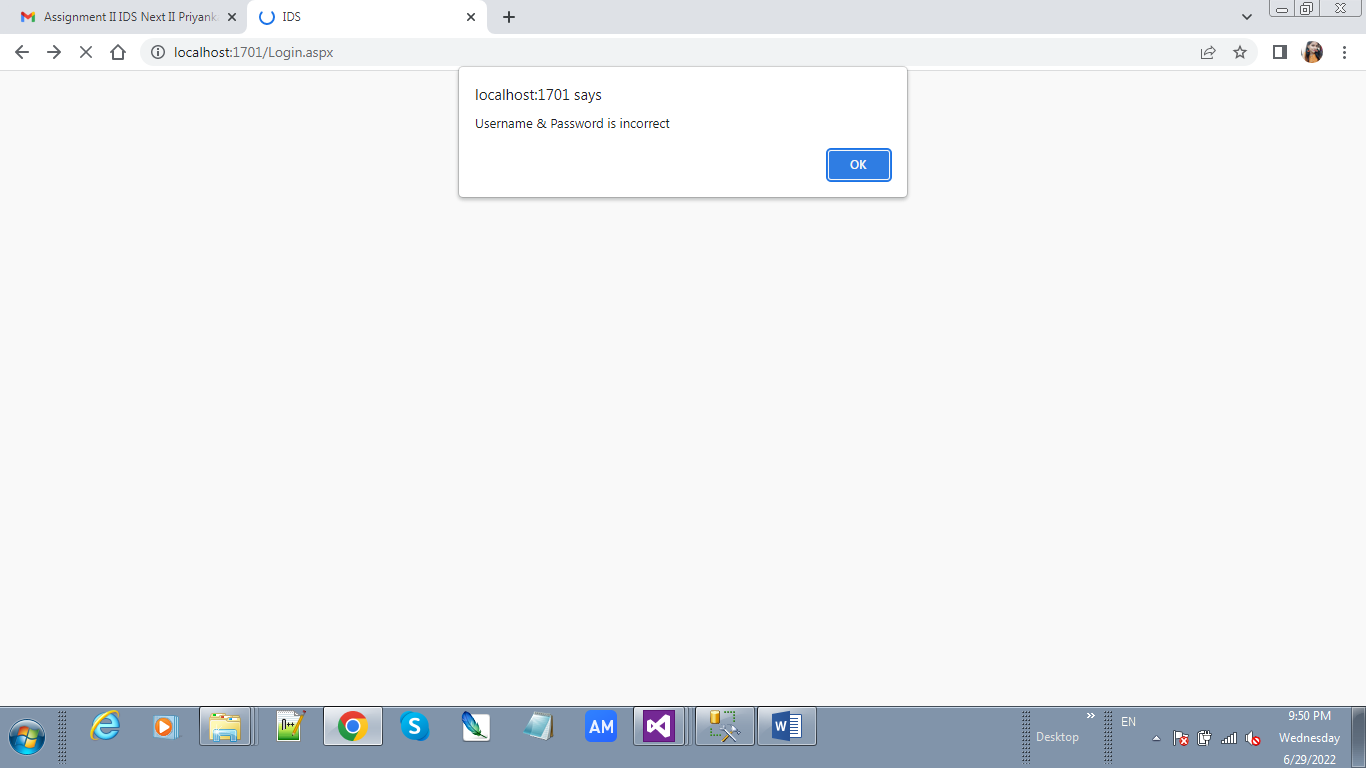 Assignment II IDS Next II Priyank
IDS
localhost:1701/Login.aspx
localhost:1701 says
Username & Password is incorrect
OK
AM
Desktop
»
EN
9:50 PM
Wednesday
6/29/2022